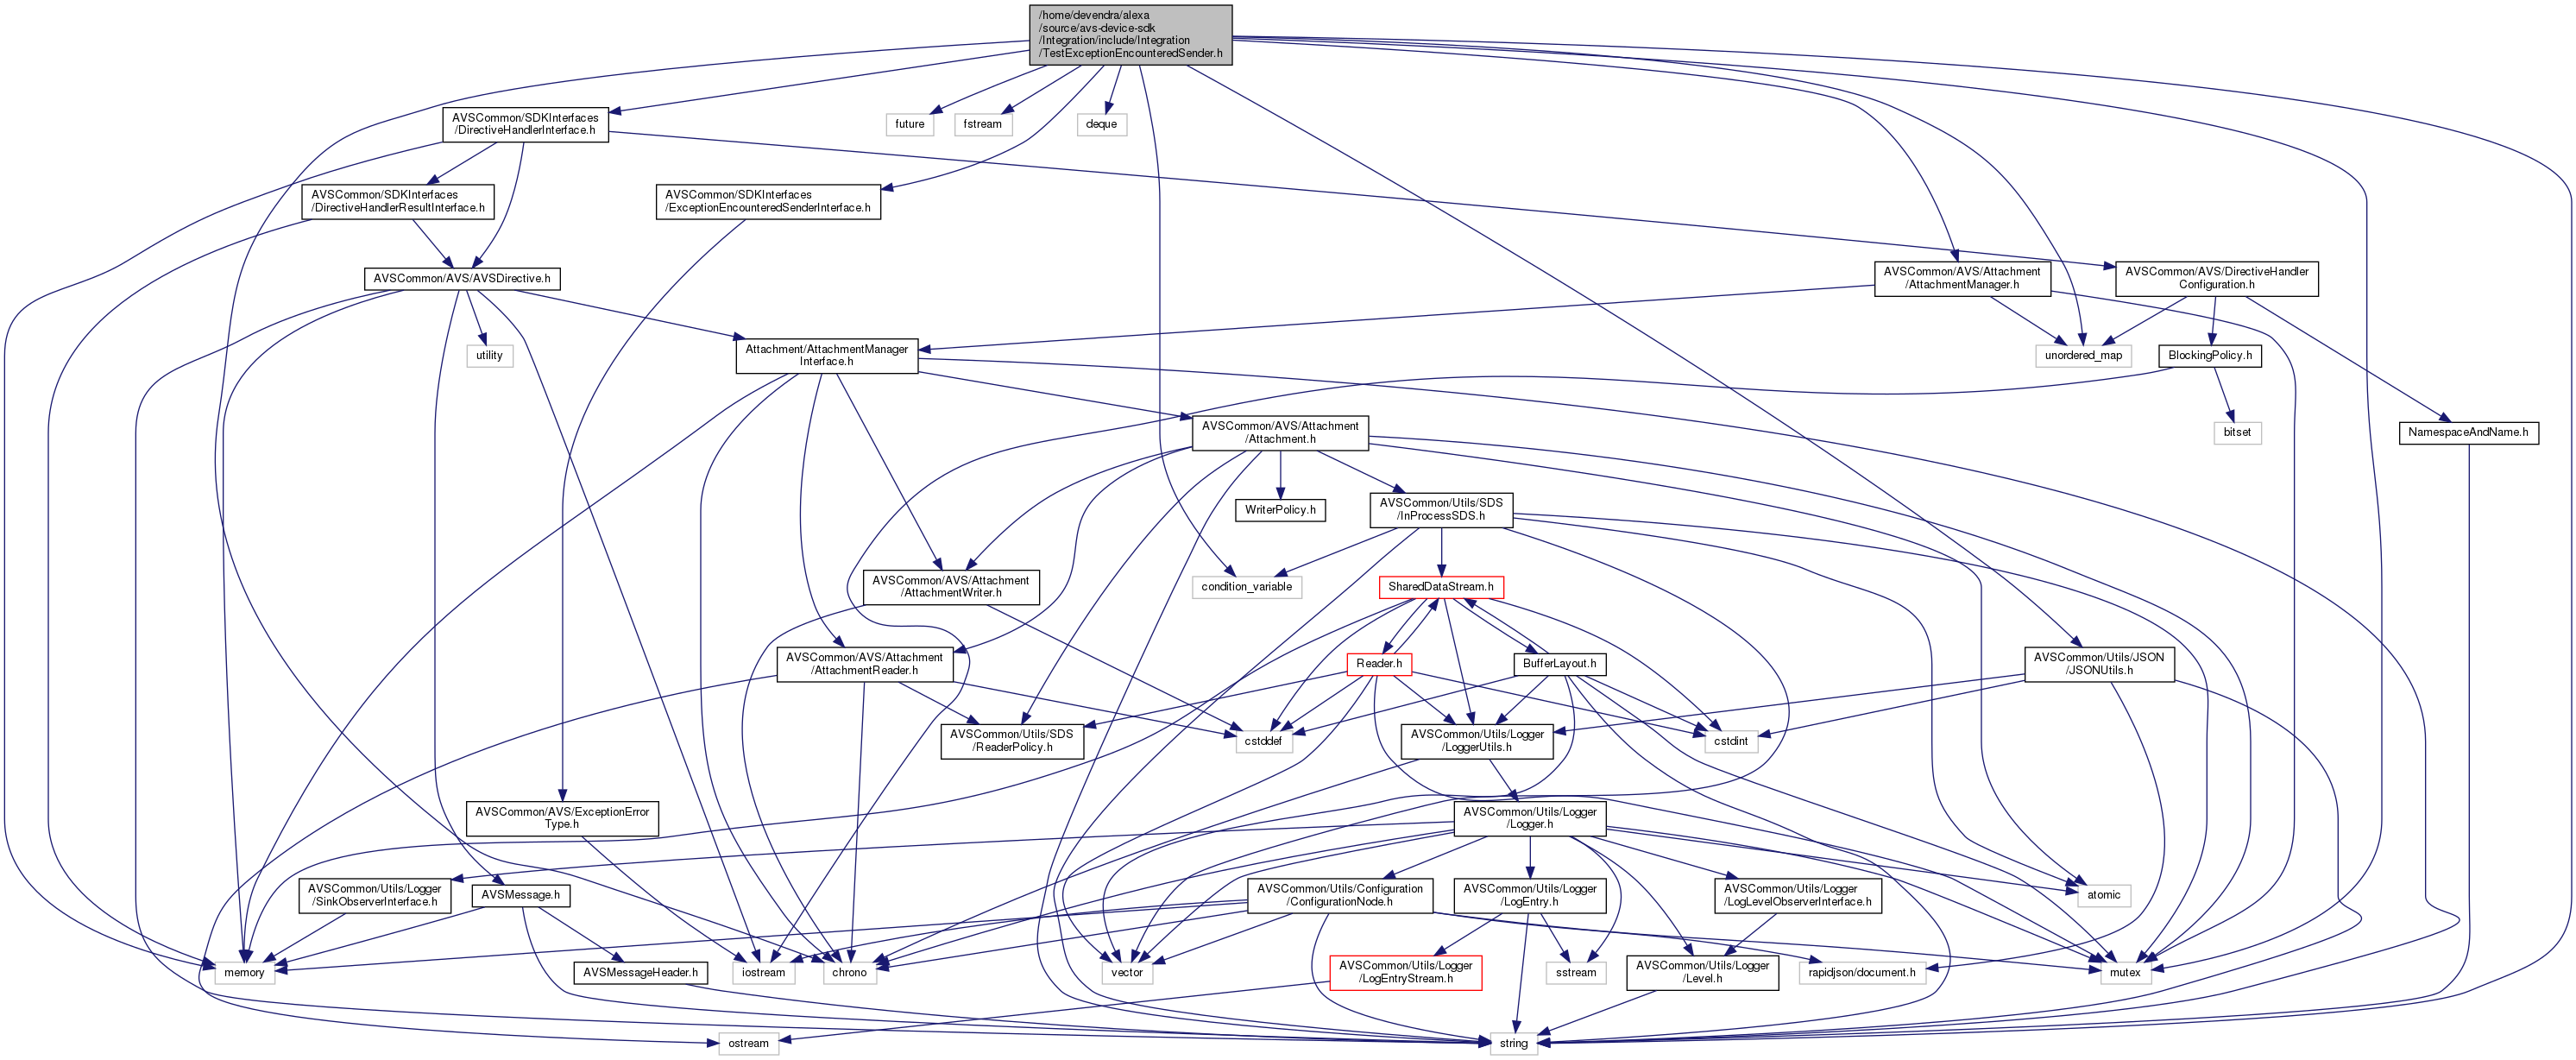 /home/devendra/alexa
/source/avs-device-sdk
/Integration/include/Integration
/TestExceptionEncounteredSender.h
AVSCommon/SDKInterfaces
/DirectiveHandlerInterface.h
future
fstream
deque
AVSCommon/SDKInterfaces
/DirectiveHandlerResultInterface.h
AVSCommon/SDKInterfaces
/ExceptionEncounteredSenderInterface.h
AVSCommon/AVS/AVSDirective.h
AVSCommon/AVS/Attachment
/AttachmentManager.h
AVSCommon/AVS/DirectiveHandler
Configuration.h
utility
Attachment/AttachmentManager
Interface.h
unordered_map
BlockingPolicy.h
AVSCommon/AVS/Attachment
/Attachment.h
bitset
NamespaceAndName.h
WriterPolicy.h
AVSCommon/Utils/SDS
/InProcessSDS.h
AVSCommon/AVS/Attachment
/AttachmentWriter.h
condition_variable
SharedDataStream.h
AVSCommon/AVS/Attachment
/AttachmentReader.h
Reader.h
BufferLayout.h
AVSCommon/Utils/JSON
/JSONUtils.h
AVSCommon/Utils/SDS
/ReaderPolicy.h
cstddef
AVSCommon/Utils/Logger
/LoggerUtils.h
cstdint
AVSCommon/AVS/ExceptionError
Type.h
AVSCommon/Utils/Logger
/Logger.h
AVSCommon/Utils/Logger
/SinkObserverInterface.h
AVSMessage.h
AVSCommon/Utils/Configuration
/ConfigurationNode.h
AVSCommon/Utils/Logger
/LogEntry.h
AVSCommon/Utils/Logger
/LogLevelObserverInterface.h
atomic
memory
AVSMessageHeader.h
iostream
chrono
vector
AVSCommon/Utils/Logger
/LogEntryStream.h
sstream
AVSCommon/Utils/Logger
/Level.h
rapidjson/document.h
mutex
ostream
string